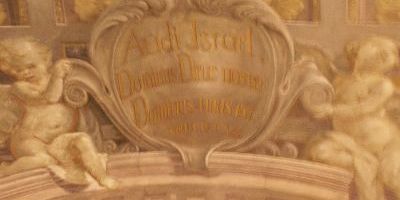 Audi Israel
Dominus Deus noster
Dominus unus est